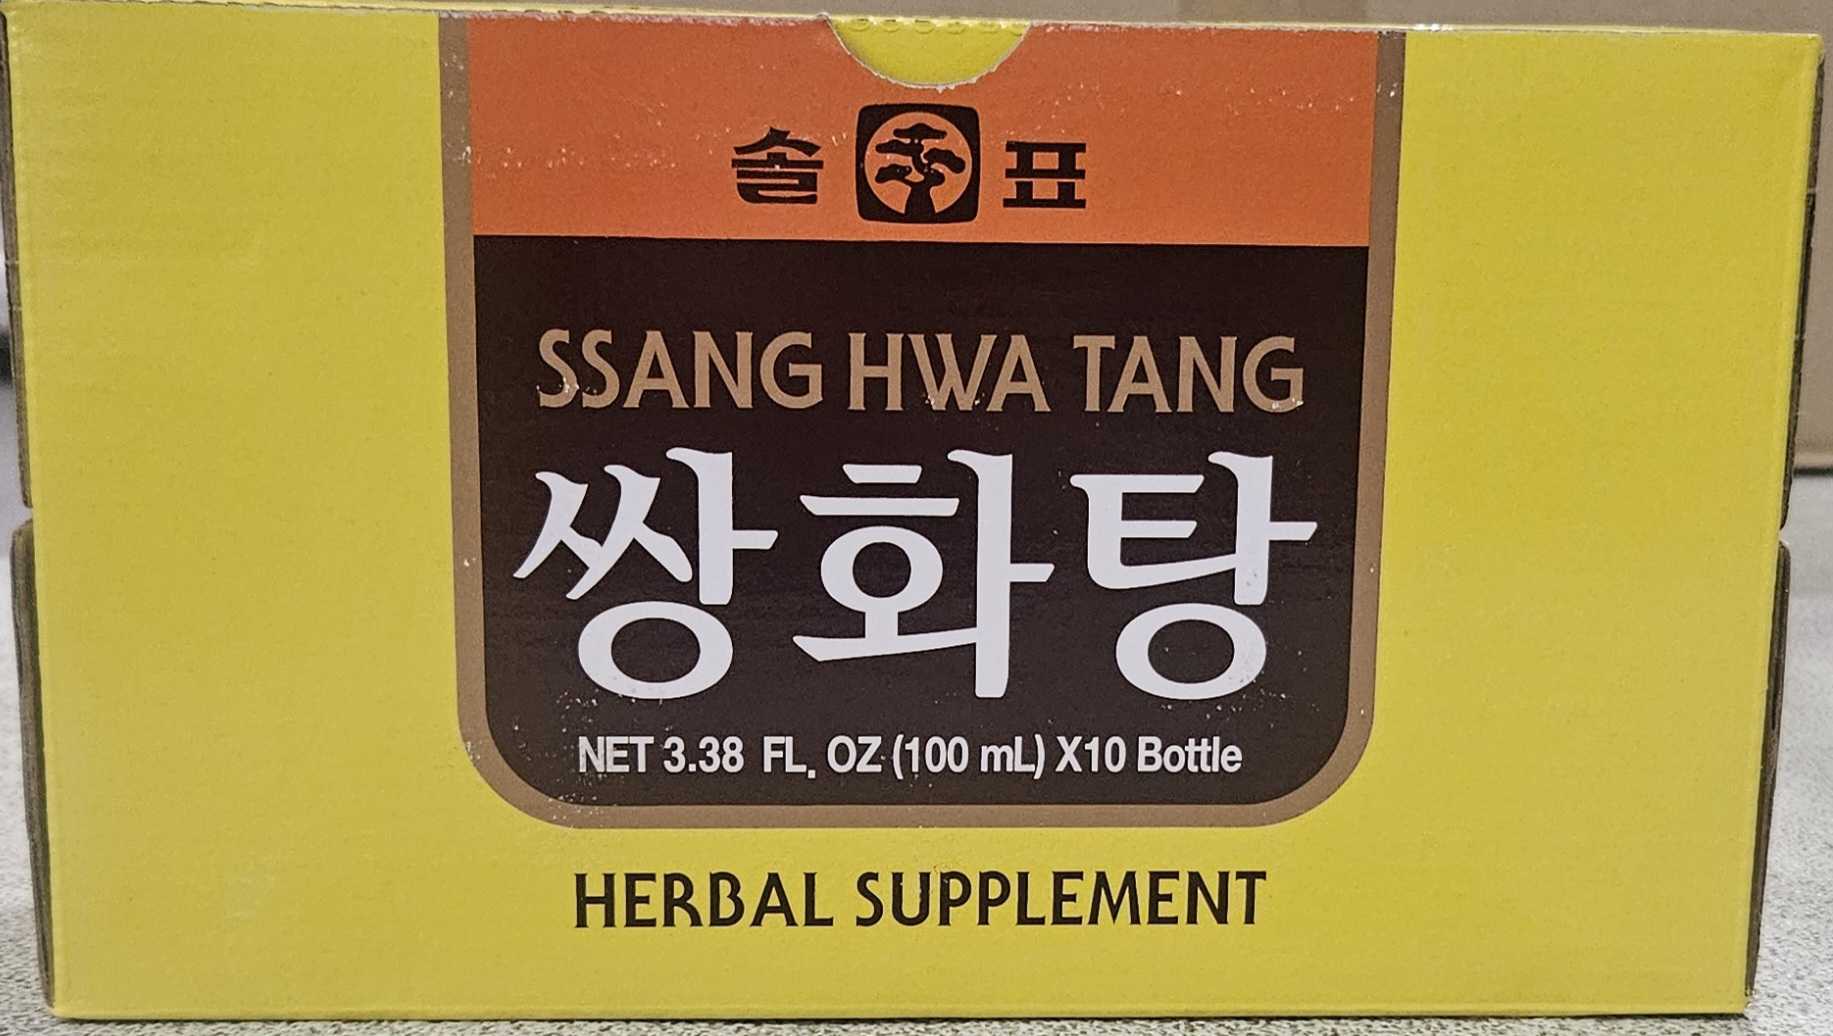 솔 표
SSANG HWA TANG
쌍화탕
NET 3.38 FL. OZ (100 mL) X10 Bottle
HERBAL SUPPLEMENT